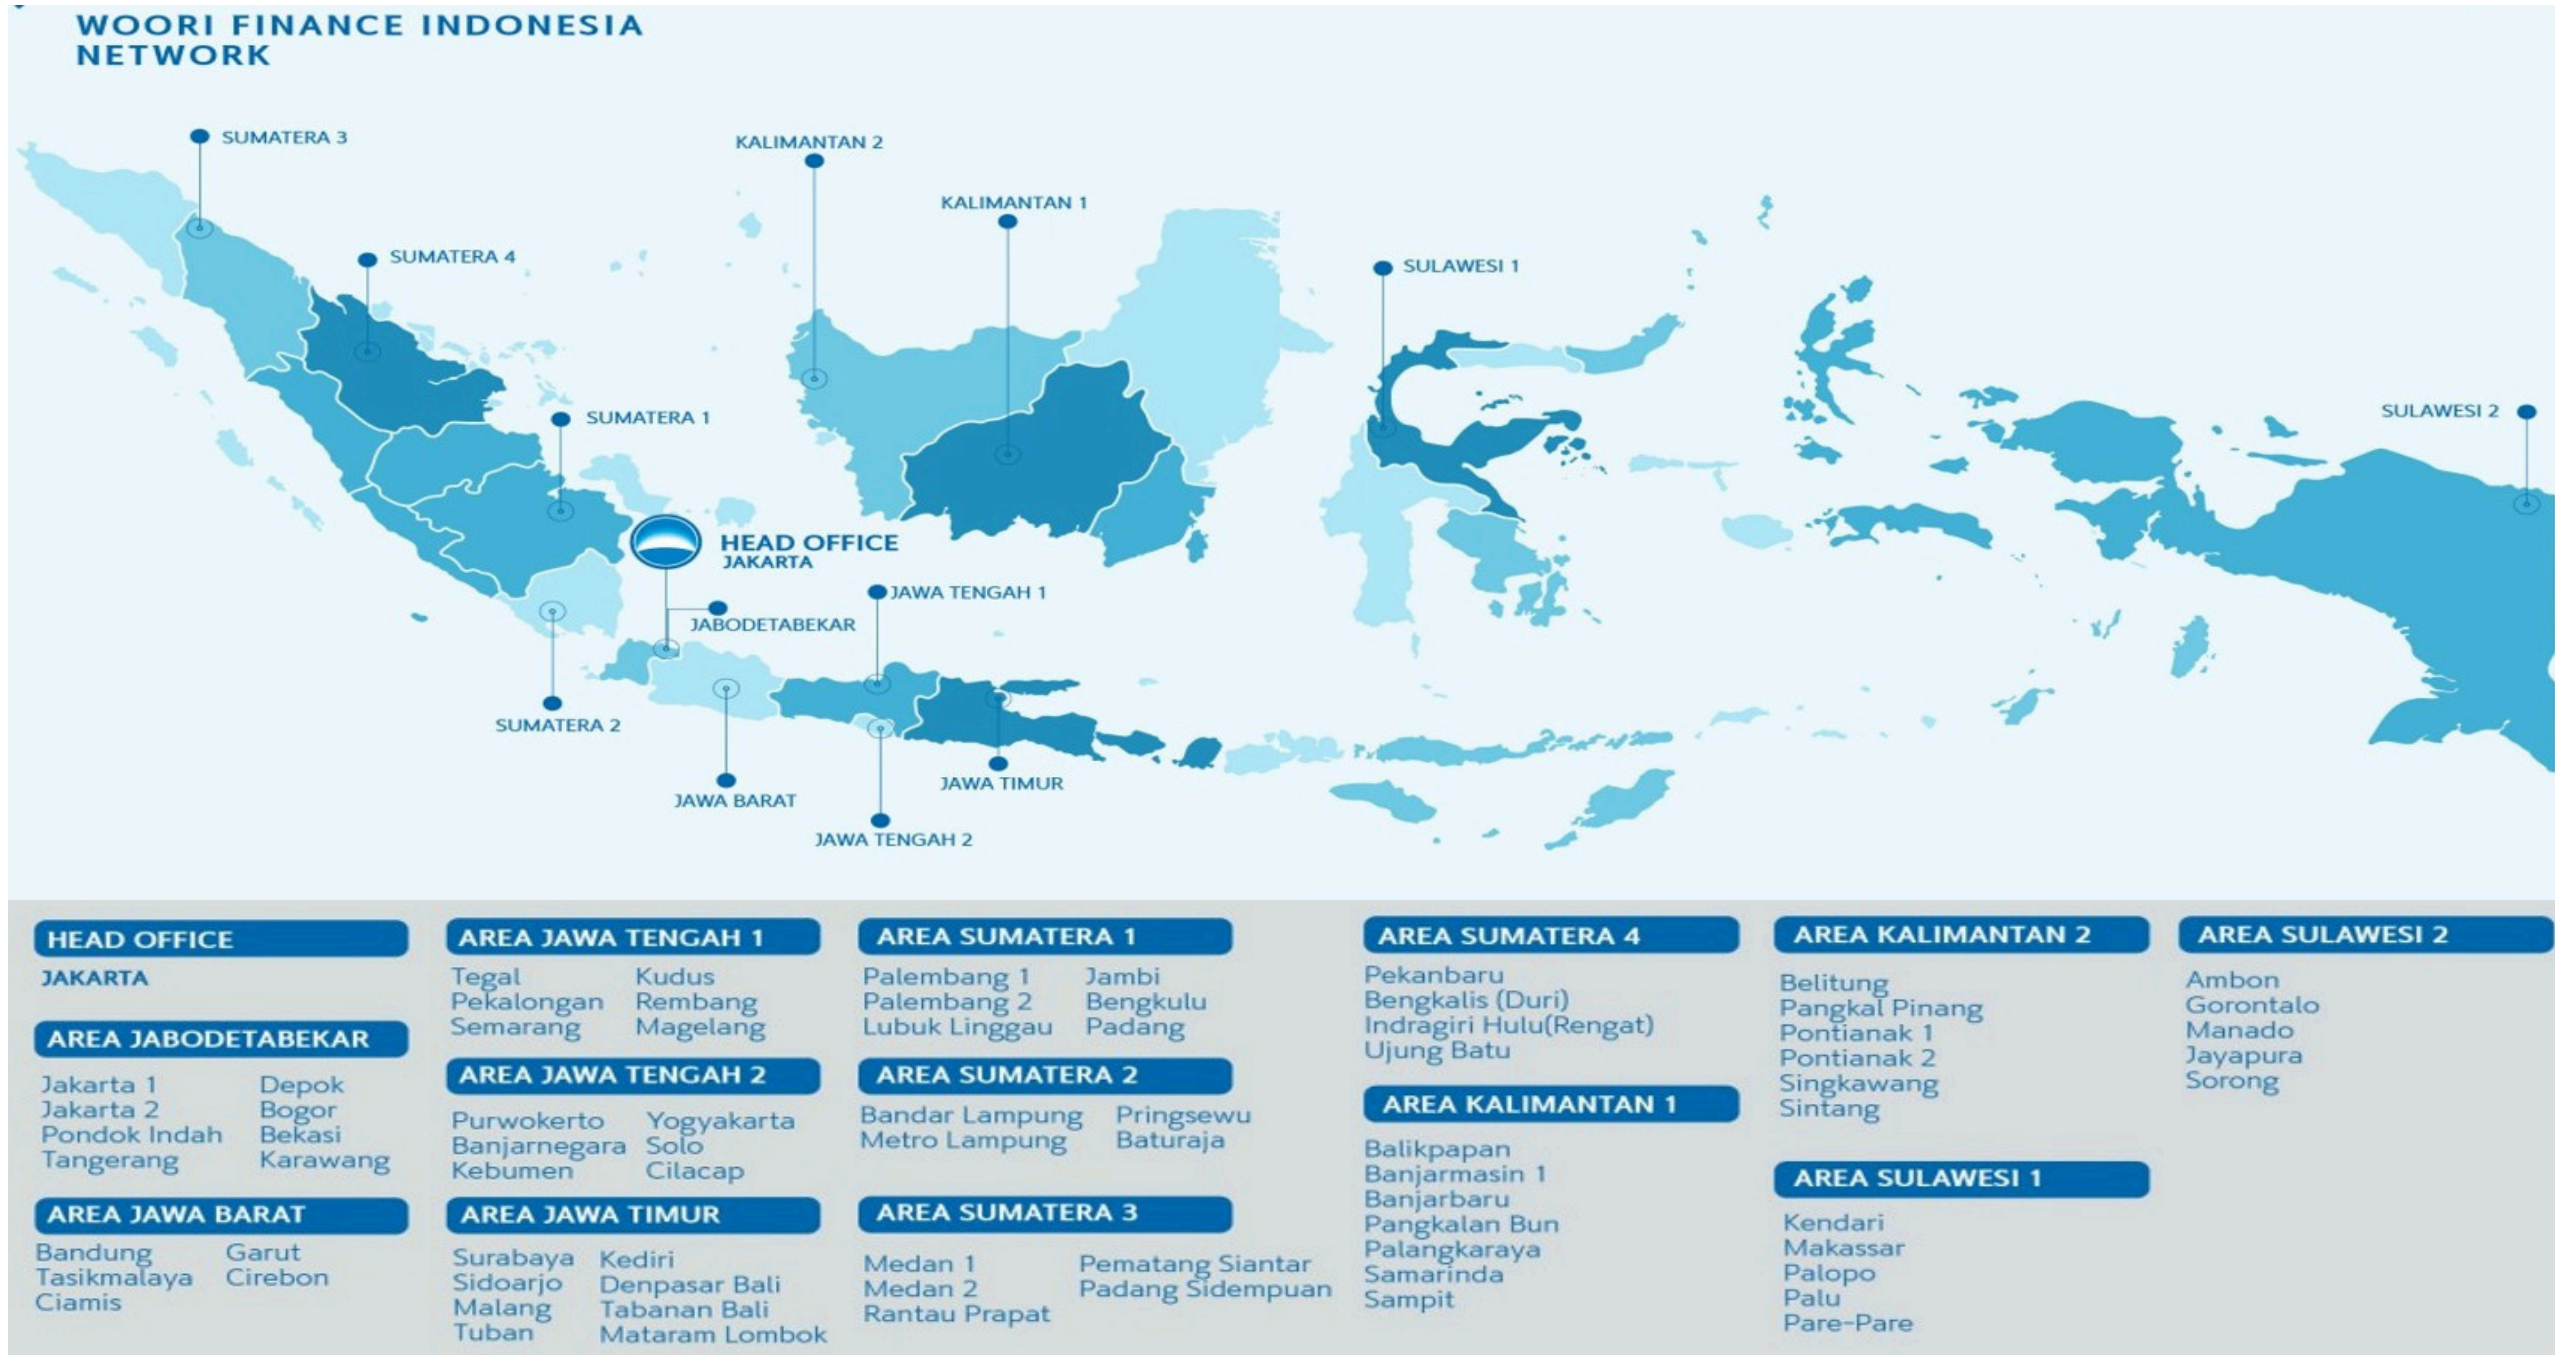 WOORI FINANCE INDONESIA
NETWORK
SUMATERA 3
KALIMANTAN 2
KALIMANTAN 1
SUMATERA 4
SULAWESI 1
SUMATERA 1
SULAWESI 2
HEAD OFFICE
JAKARTA
JAWA TENGAH 1
JABODETABEKAR
SUMATERA 2
JAWA TIMUR
JAWA BARAT
JAWA TENGAH 2
HEAD OFFICE
JAKARTA
AREA JABODETABEKAR
Jakarta 1 Depok
Jakarta 2 Bogor
Pondok Indah Bekasi
Tangerang Karawang
AREA JAWA BARAT
Bandung Garut
Tasikmalaya Cirebon
Ciamis
AREA JAWA TENGAH 1
Tegal Kudus
Pekalongan Rembang
Semarang Magelang
AREA JAWA TENGAH 2
Purwokerto Yogyakarta
Banjarnegara Solo
Kebumen Cilacap
AREA JAWA TIMUR
Surabaya Kediri
Sidoarjo Denpasar Bali
Malang Tabanan Bali
Tuban Mataram Lombok
AREA SUMATERA 1
Palembang 1 Jambi
Palembang 2 Bengkulu
Lubuk Linggau Padang
AREA SUMATERA 2
Bandar Lampung Pringsewu
Metro Lampung Baturaja
AREA SUMATERA 3
Medan 1 Pematang Siantar
Medan 2 Padang Sidempuan
Rantau Prapat
AREA SUMATERA 4
Pekanbaru
Bengkalis (Duri)
Indragiri Hulu(Rengat)
Ujung Batu
AREA KALIMANTAN 1
Balikpapan
Banjarmasin 1
Banjarbaru
Pangkalan Bun
Palangkaraya
Samarinda
Sampit
AREA KALIMANTAN 2
Belitung
Pangkal Pinang
Pontianak 1
Pontianak 2
Singkawang
Sintang
AREA SULAWESI 1
Kendari
Makassar
Palopo
Palu
Pare-Pare
AREA SULAWESI 2
Ambon
Gorontalo
Manado
Jayapura
Sorong